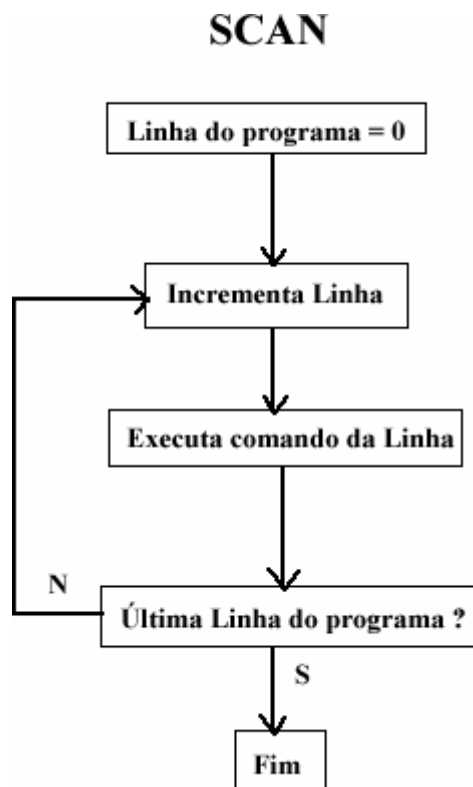 SCAN
Linha do programa = 0
Incrementa Linha
Executa comando da Linha
N
Última Linha do programa ?
S
Fim